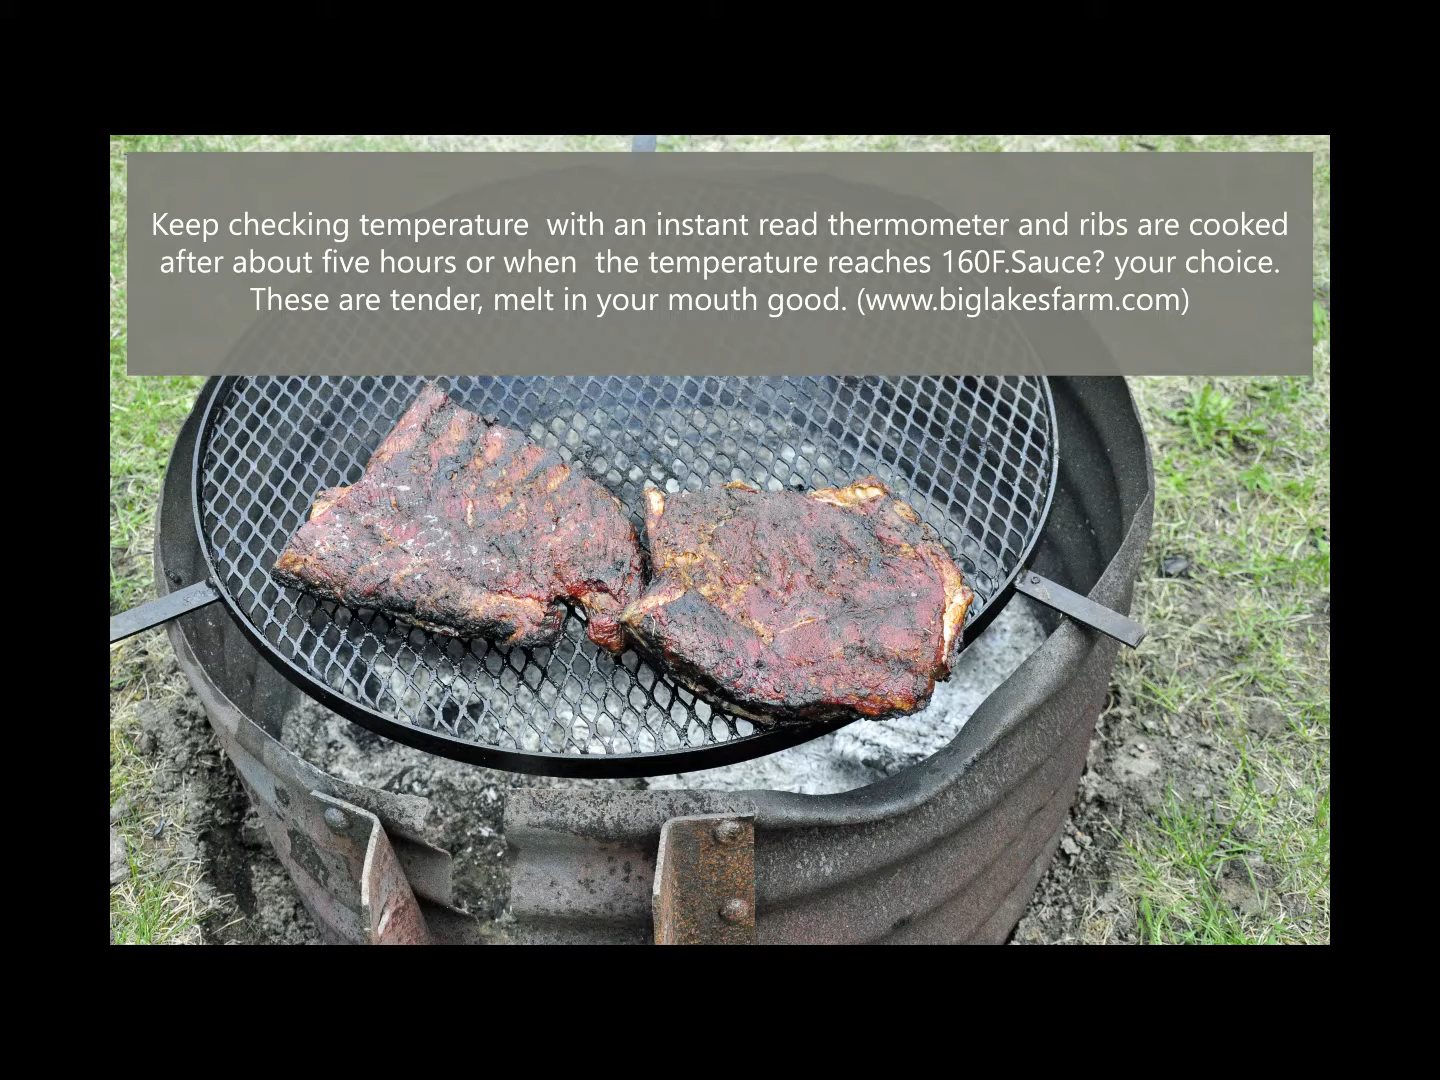 Keep checking temperature  with an instant read thermometer and ribs are cooked
after about five hours or when  the temperature reaches 160F.Sauce? your choice.
These are tender, melt in your mouth good. (www.biglakesfarm.com)